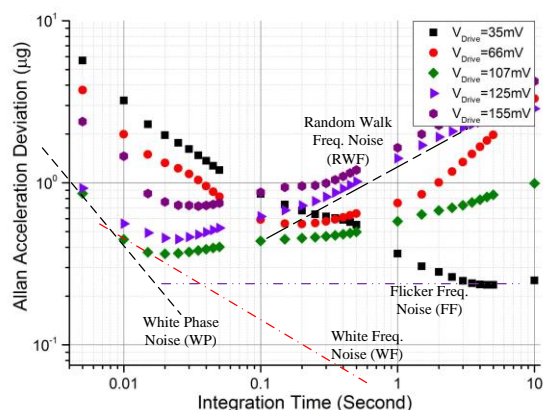 Allan Acceleration Deviation (μg)
10¹
10⁰
10⁻¹
V_Drive=35mV
V_Drive=66mV
V_Drive=107mV
V_Drive=125mV
V_Drive=155mV
Random Walk
Freq. Noise
(RWF)
Flicker Freq.
Noise
(FF)
White Phase
Noise (WP)
White Freq.
Noise (WF)
0.01
0.1
1
10
Integration Time (Second)